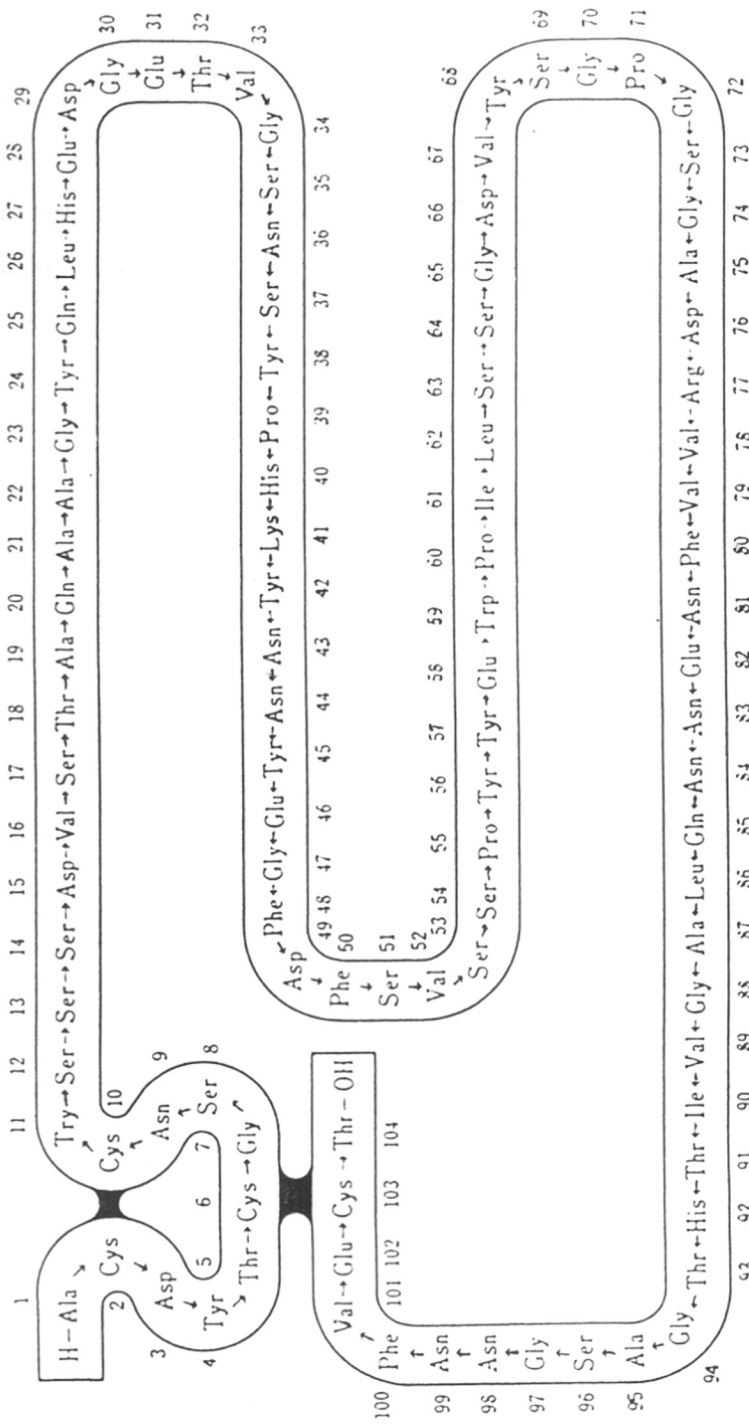 1 11 12 13 14 15 16 17 18 19 20 21 22 23 24 25 26 27 28 29
H–Ala
Try→Ser→Ser→Ser→Asp→Val→Ser→Thr→Ala→Gln→Ala→Ala→Gly→Tyr→Gln→Leu→His→Glu→Asp
2 Cys
Cys 10
Gly 30
3 Asp
Asn 9
Glu 31
4 Tyr 5 6 7
Ser 8
Thr 32
Thr→Cys→Gly
Val 33
Phe←Gly←Glu←Tyr←Asn←Asn←Tyr←Lys←His←Pro←Tyr←Ser←Asn←Ser←Gly
49 48 47 46 45 44 43 42 41 40 39 38 37 36 35 34
Asp
Phe 50
Ser 51
Val 52
53 54 55 56 57 58 59 60 61 62 63 64 65 66 67 68
Ser→Ser→Pro→Tyr→Tyr→Glu→Trp→Pro→Ile→Leu→Ser→Ser→Gly→Asp→Val→Tyr
Ser 69
Gly 70
Pro 71
Val→Glu→Cys→Thr–OH
101 102 103 104
100 Phe
99 Asn
98 Asn
97 Gly
96 Ser
95 Ala
Gly←Thr←His←Thr←Ile←Val←Gly←Ala←Leu←Gln←Asn←Asn←Glu←Asn←Phe←Val←Val←Arg←Asp←Ala←Gly←Ser←Gly
94 93 92 91 90 89 88 87 86 85 84 83 82 81 80 79 78 77 76 75 74 73 72